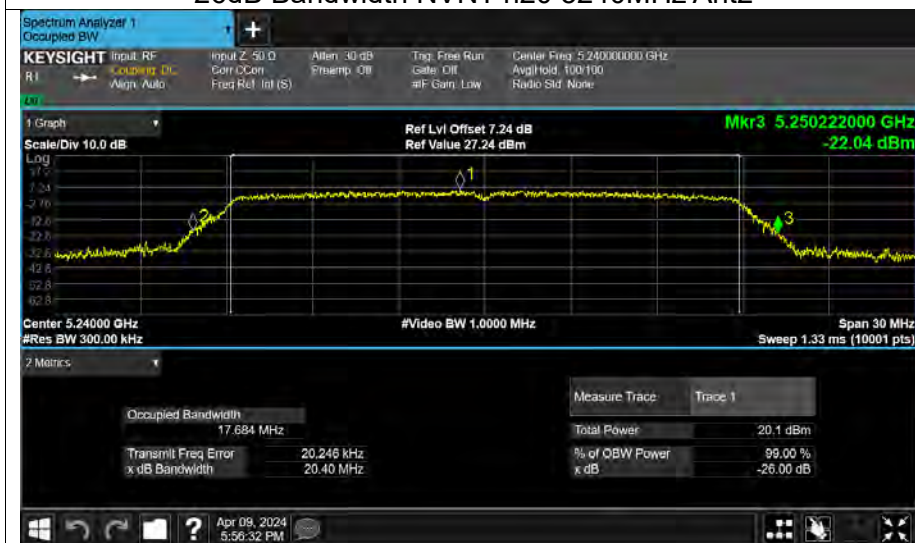 -26dB Bandwidth NVNT n20 5240MHz Ant2
Spectrum Analyzer 1
Occupied BW
KEYSIGHT Input: RF Input Z: 50 Ω Atten: 30 dB Trig: Free Run Center Freq: 5.240000000 GHz
Coupling: DC Corr CCorr Preamp: Off Gate: Off Avg|Hold: 100/100
Align: Auto Freq Ref: Int (S) #IF Gain: Low Radio Std: None
1 Graph
Ref Lvl Offset 7.24 dB Mkr3 5.250222000 GHz
Scale/Div 10.0 dB Ref Value 27.24 dBm -22.04 dBm
Log
17.2
7.24
-2.76
-12.8
-22.8
-32.8
-42.8
-52.8
-62.8
1
2
3
Center 5.24000 GHz #Video BW 1.0000 MHz Span 30 MHz
#Res BW 300.00 kHz Sweep 1.33 ms (10001 pts)
2 Metrics
Measure Trace Trace 1
Occupied Bandwidth
17.684 MHz Total Power 20.1 dBm
Transmit Freq Error 20.246 kHz % of OBW Power 99.00 %
x dB Bandwidth 20.40 MHz x dB -26.00 dB
? Apr 09, 2024
5:56:32 PM